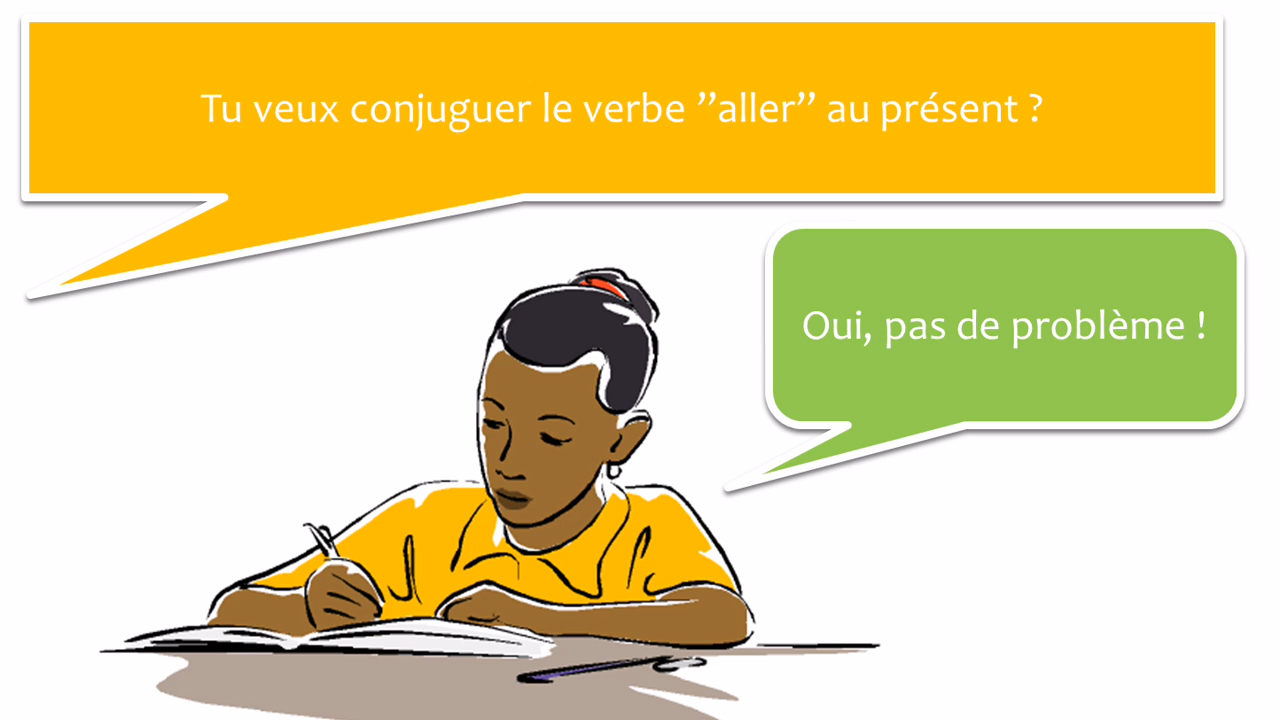 Tu veux conjuguer le verbe ”aller” au présent ?
Oui, pas de problème !